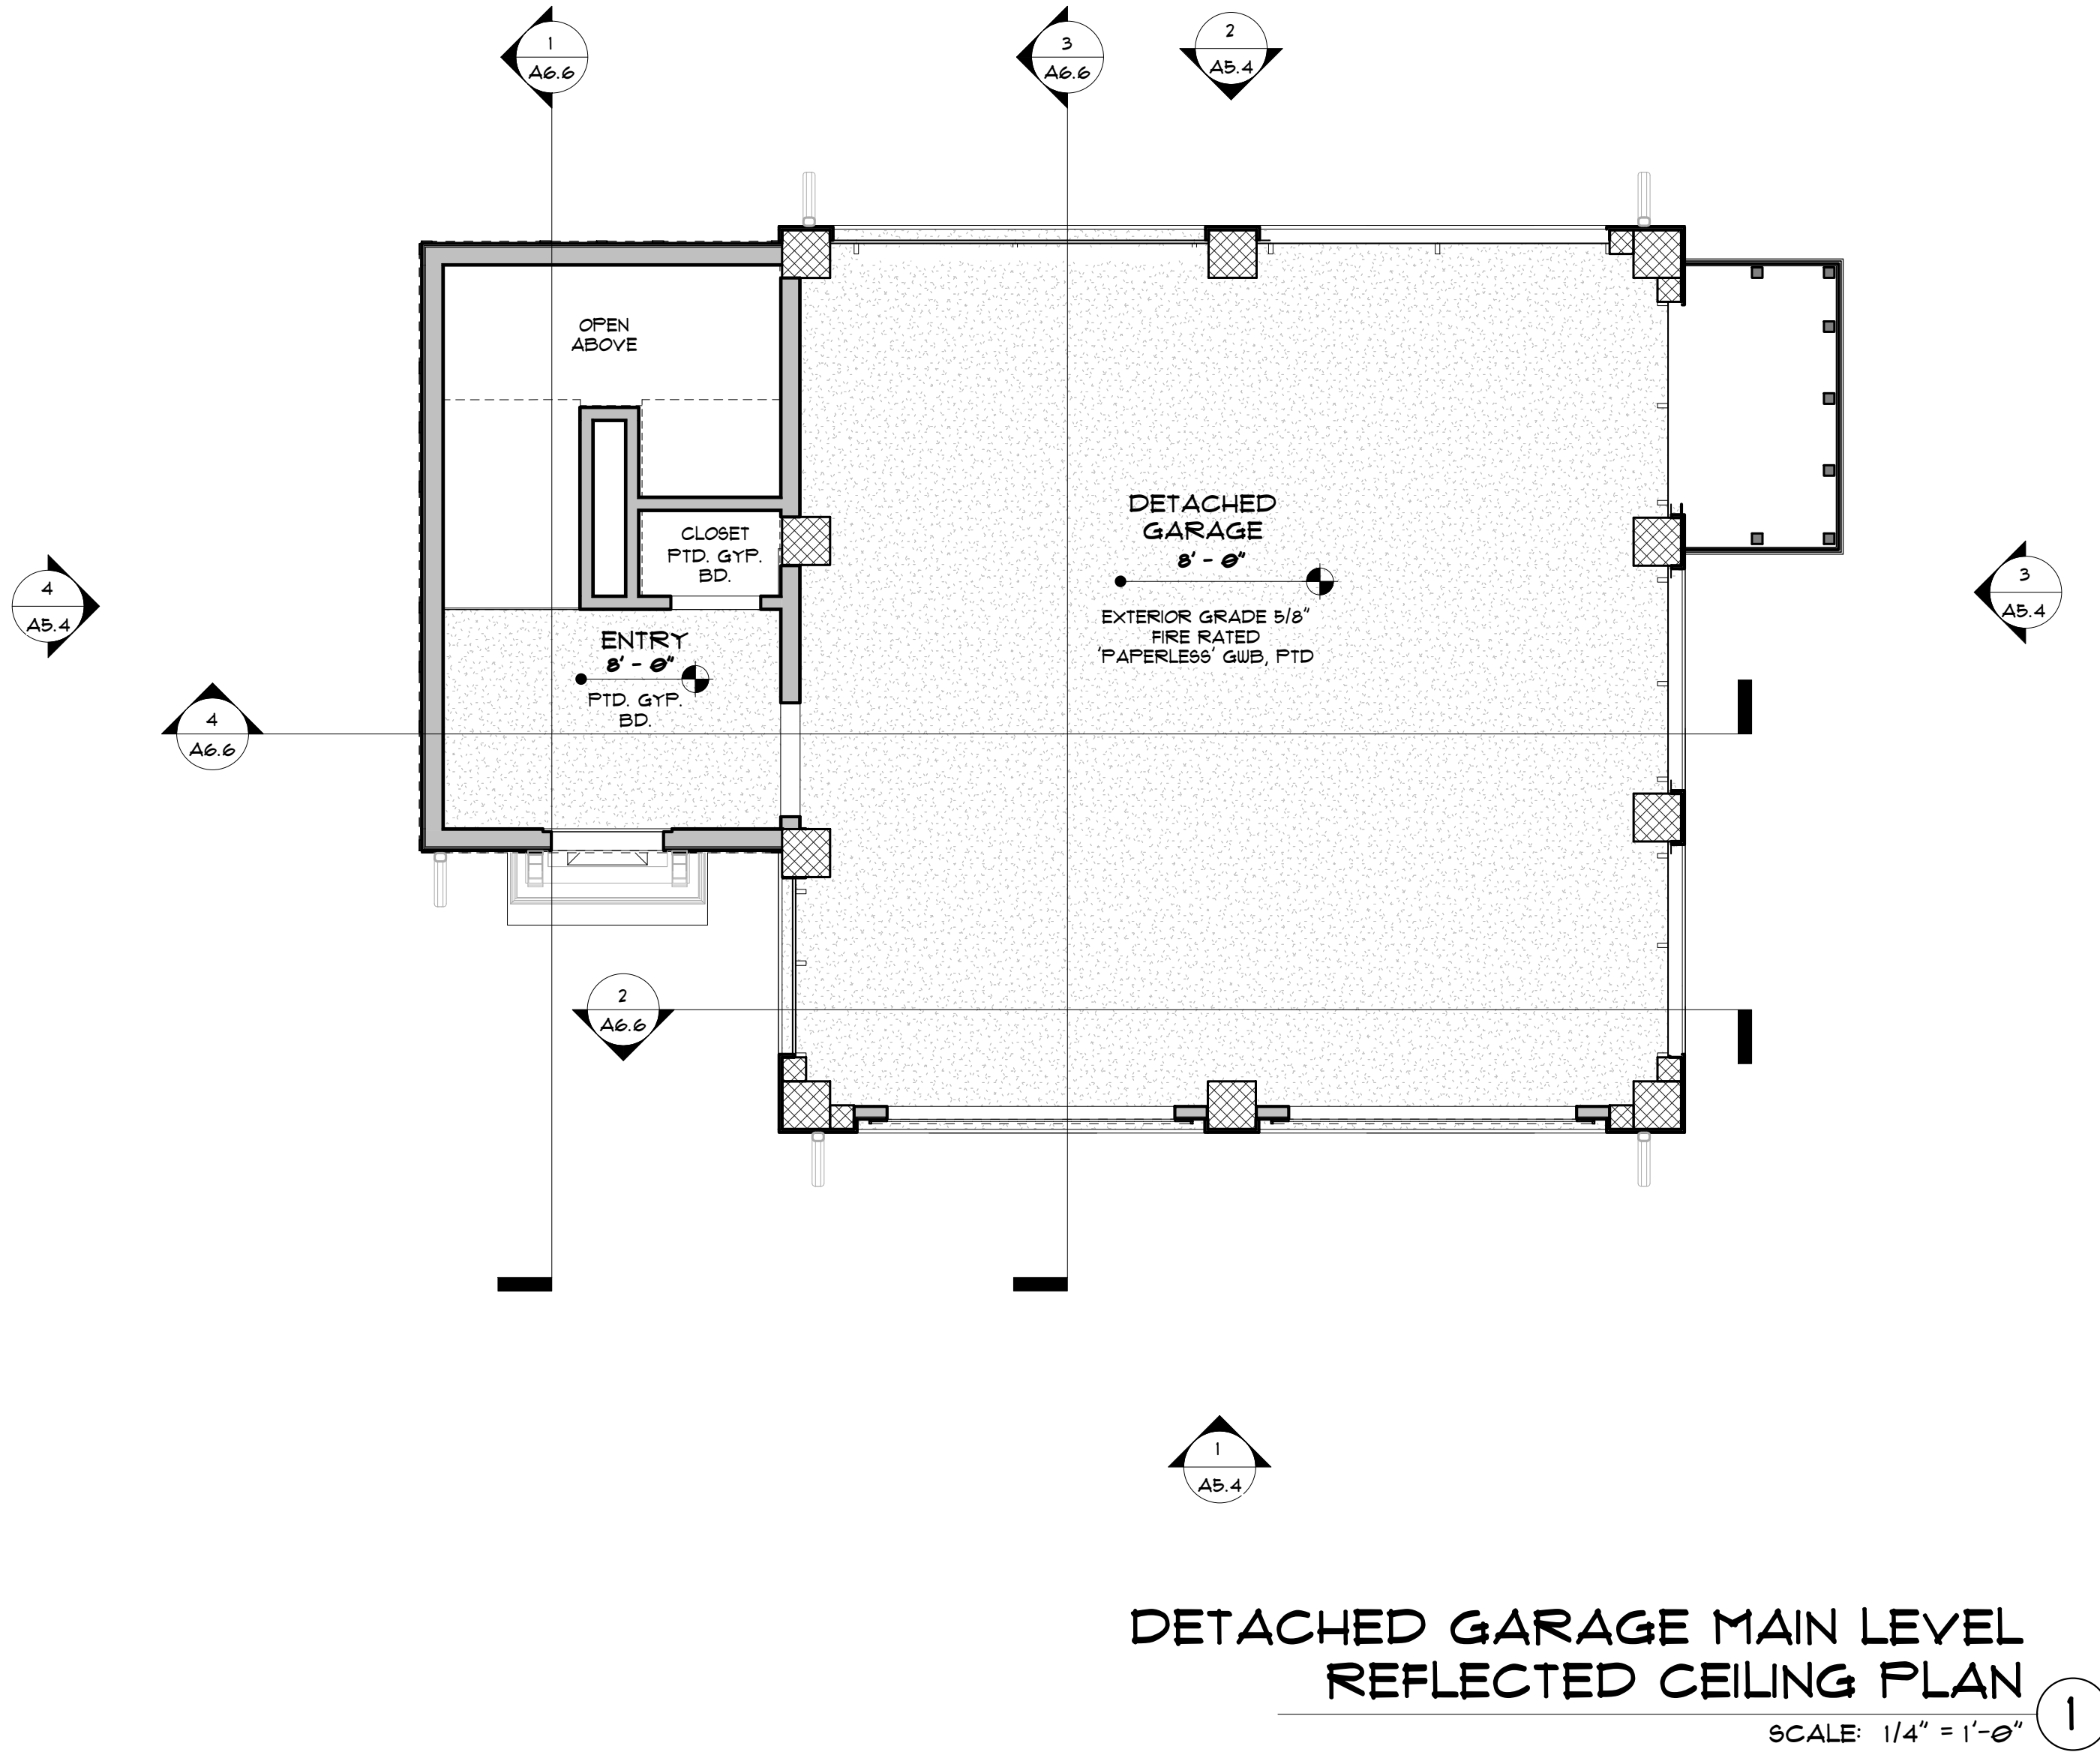 1
A6.6
3
A6.6
2
A5.4
OPEN
ABOVE
DETACHED
GARAGE
8' - 0"
EXTERIOR GRADE 5/8"
FIRE RATED
'PAPERLESS' GWB, PTD
CLOSET
PTD. GYP.
BD.
4
A5.4
3
A5.4
ENTRY
8' - 0"
PTD. GYP.
BD.
4
A6.6
2
A6.6
1
A5.4
DETACHED GARAGE MAIN LEVEL
REFLECTED CEILING PLAN
1
SCALE: 1/4" = 1'-0"